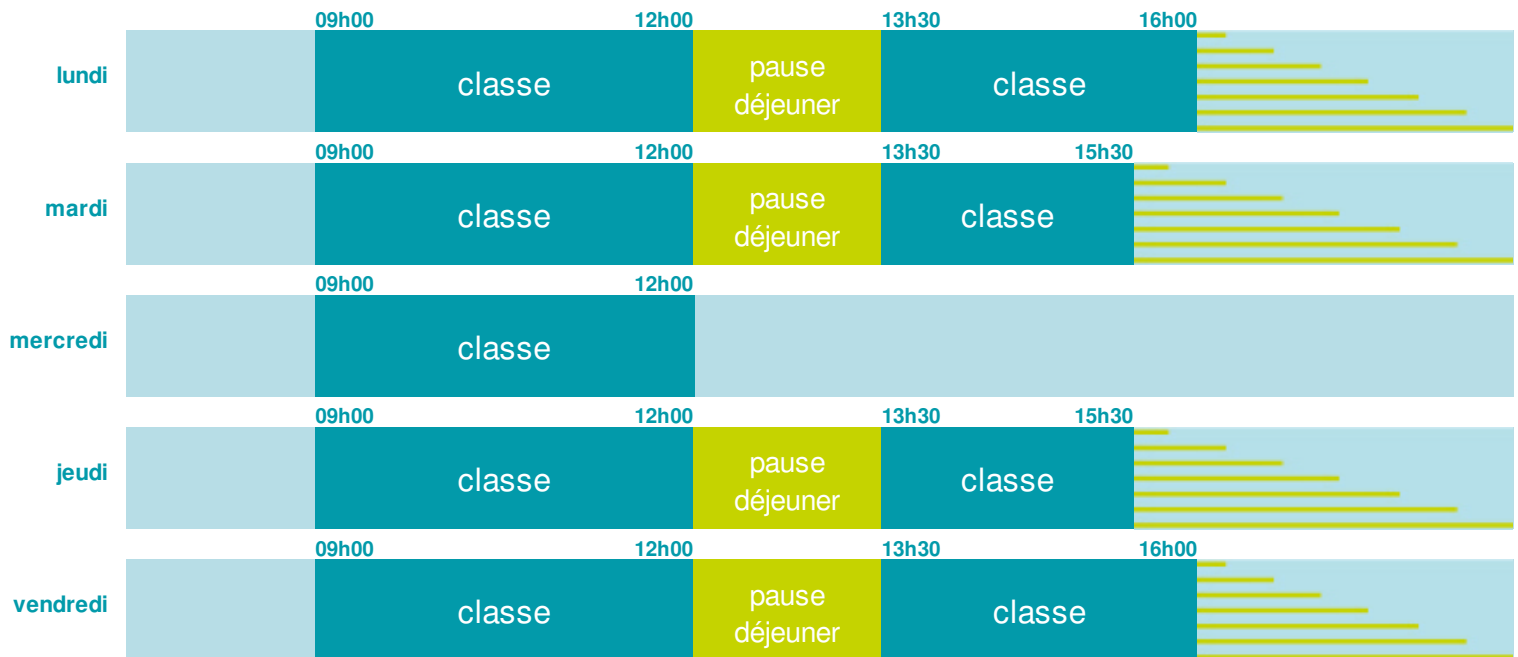 09h00 12h00 13h30 16h00
lundi classe pause déjeuner classe
09h00 12h00 13h30 15h30
mardi classe pause déjeuner classe
09h00 12h00
mercredi classe
09h00 12h00 13h30 15h30
jeudi classe pause déjeuner classe
09h00 12h00 13h30 16h00
vendredi classe pause déjeuner classe